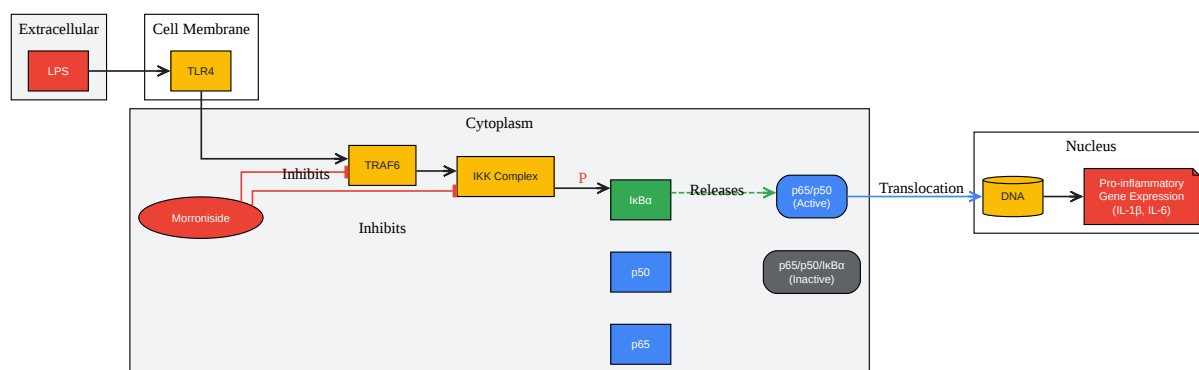 Extracellular
LPS
Cell Membrane
TLR4
Cytoplasm
TRAF6
Inhibits
IKK Complex
P
Morroniside
Inhibits
IκBα
Releases
p65/p50
(Active)
Translocation
p50
p65/p50/IκBα
(Inactive)
p65
Nucleus
DNA
Pro-inflammatory
Gene Expression
(IL-1β, IL-6)